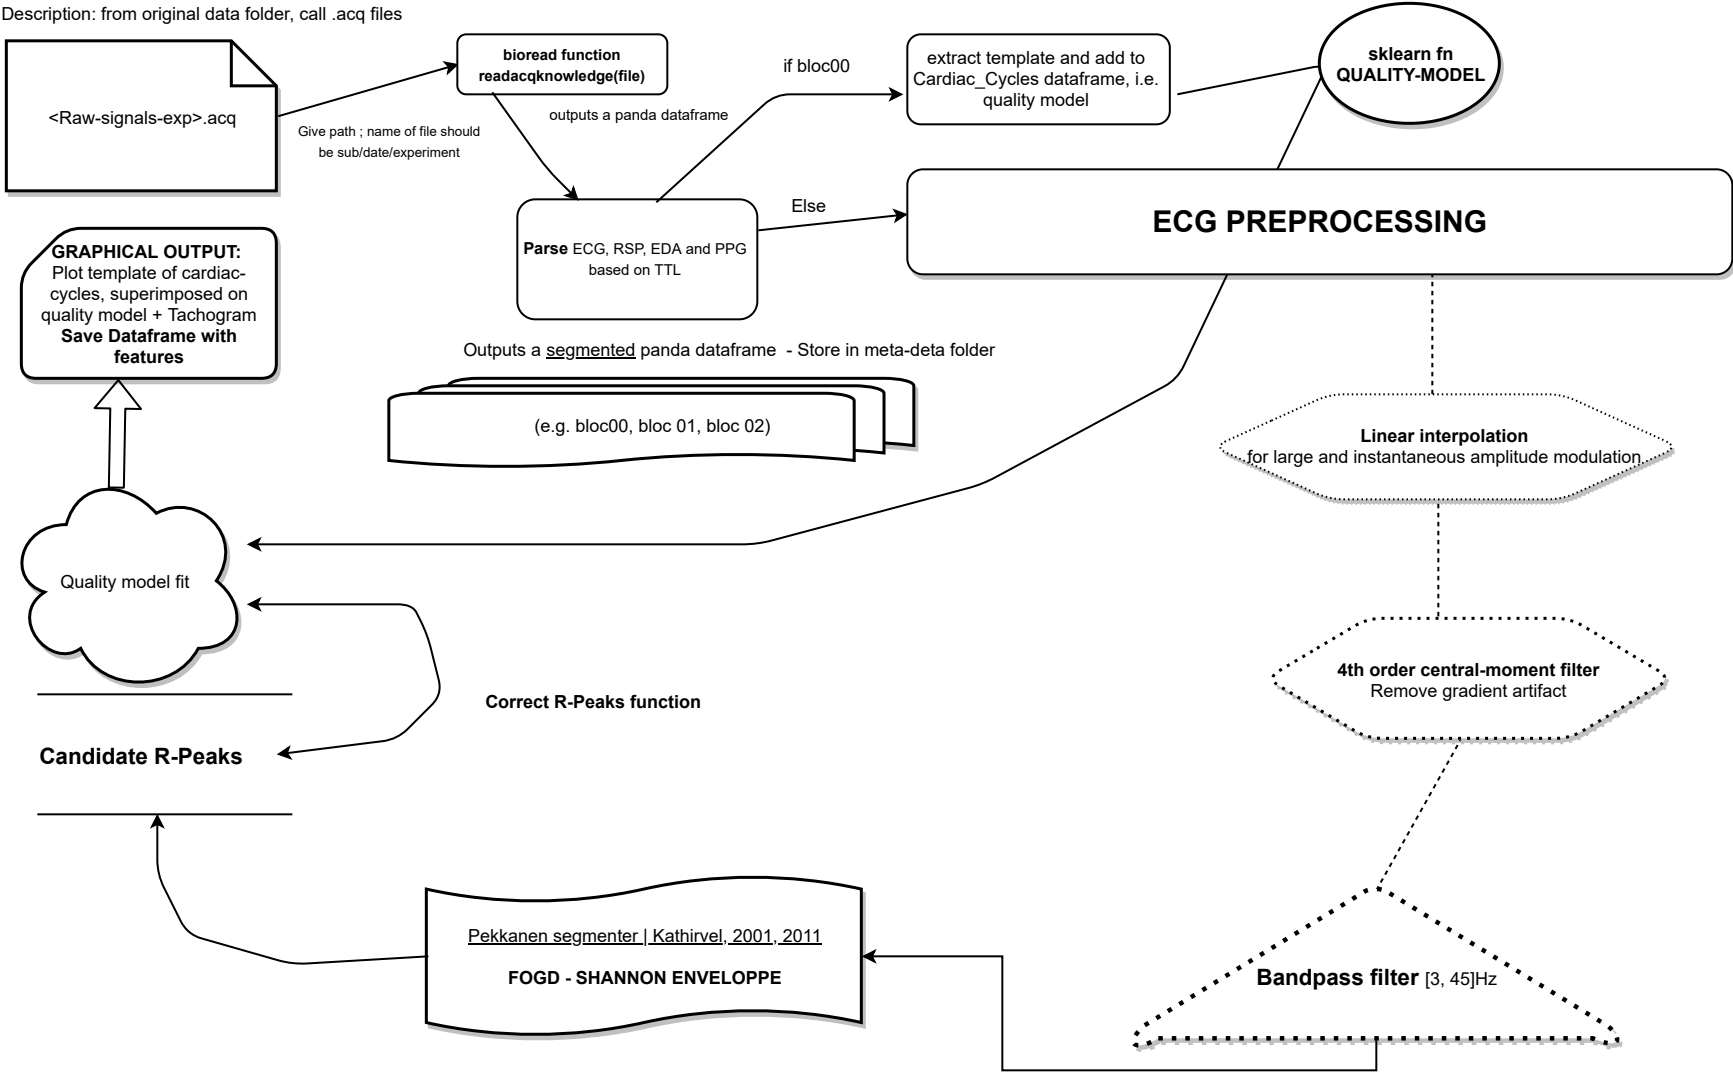 Description: from original data folder, call .acq files
<Raw-signals-exp>.acq
Give path ; name of file should
be sub/date/experiment
bioread function
readacqknowledge(file)
outputs a panda dataframe
if bloc00
extract template and add to
Cardiac_Cycles dataframe, i.e.
quality model
sklearn fn
QUALITY-MODEL
Parse ECG, RSP, EDA and PPG
based on TTL
Else
ECG PREPROCESSING
GRAPHICAL OUTPUT:
Plot template of cardiac-
cycles, superimposed on
quality model + Tachogram
Save Dataframe with
features
Outputs a segmented panda dataframe - Store in meta-deta folder
(e.g. bloc00, bloc 01, bloc 02)
Linear interpolation
for large and instantaneous amplitude modulation
Quality model fit
4th order central-moment filter
Remove gradient artifact
Correct R-Peaks function
Candidate R-Peaks
Pekkanen segmenter | Kathirvel, 2001, 2011
FOGD - SHANNON ENVELOPPE
Bandpass filter [3, 45]Hz